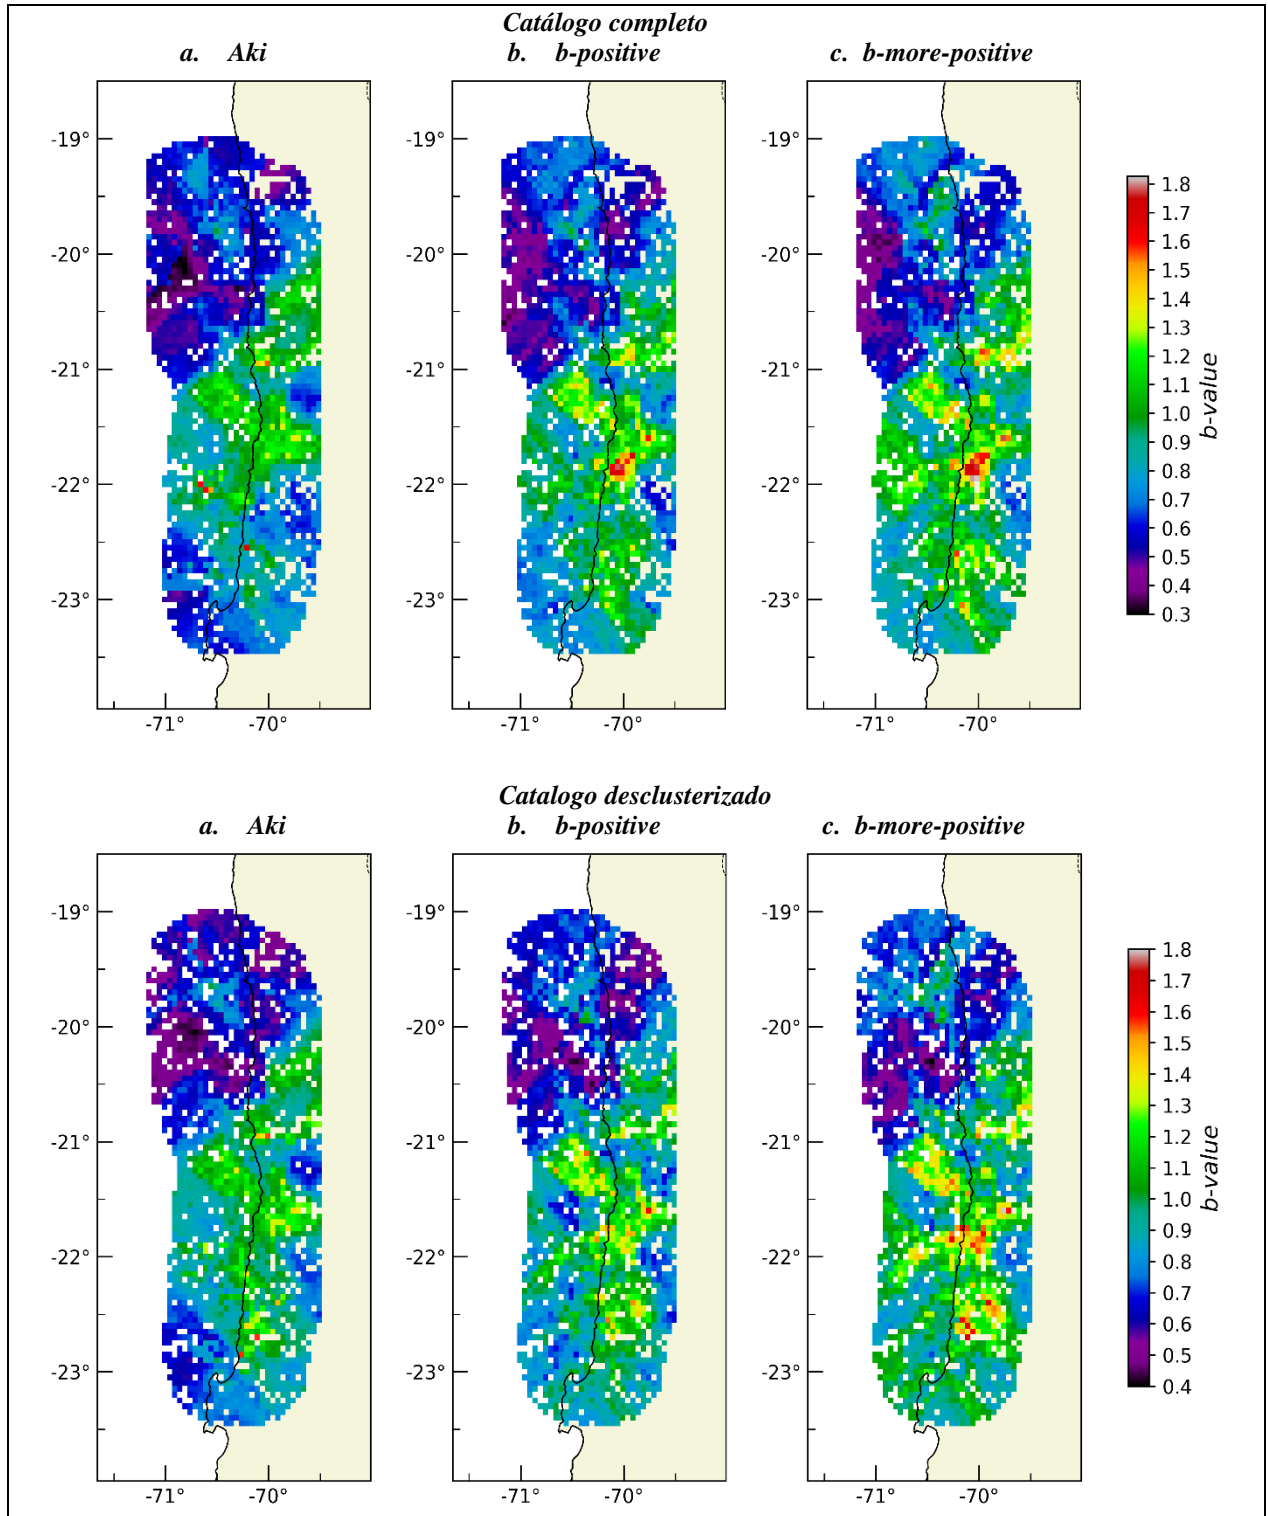 Catálogo completo
a. Aki b. b-positive c. b-more-positive
-19° -19° -19°
-20° -20° -20°
-21° -21° -21°
-22° -22° -22°
-23° -23° -23°
-71° -70° -71° -70° -71° -70°
1.8
1.7
1.6
1.5
1.4
1.3
1.2
1.1
1.0
0.9
0.8
0.7
0.6
0.5
0.4
0.3
b-value
Catalogo desclusterizado
a. Aki b. b-positive c. b-more-positive
-19° -19° -19°
-20° -20° -20°
-21° -21° -21°
-22° -22° -22°
-23° -23° -23°
-71° -70° -71° -70° -71° -70°
1.8
1.7
1.6
1.5
1.4
1.3
1.2
1.1
1.0
0.9
0.8
0.7
0.6
0.5
0.4
b-value